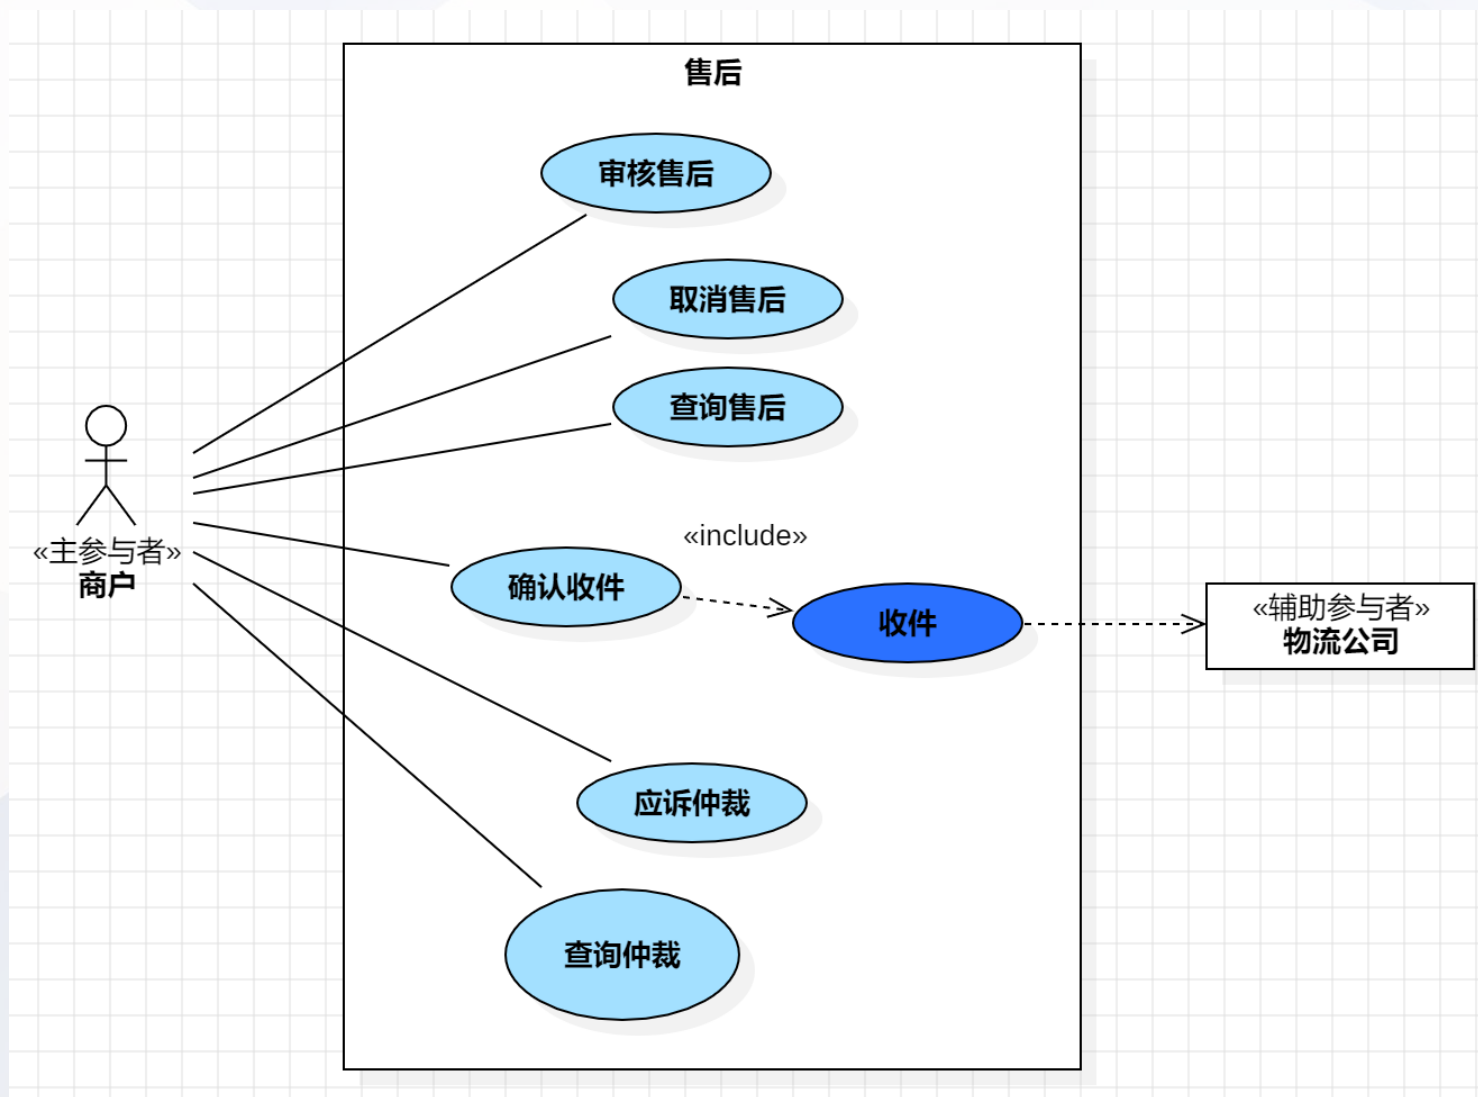 售后
审核售后
取消售后
查询售后
«include»
«主参与者»
商户
确认收件
收件
«辅助参与者»
物流公司
应诉仲裁
查询仲裁